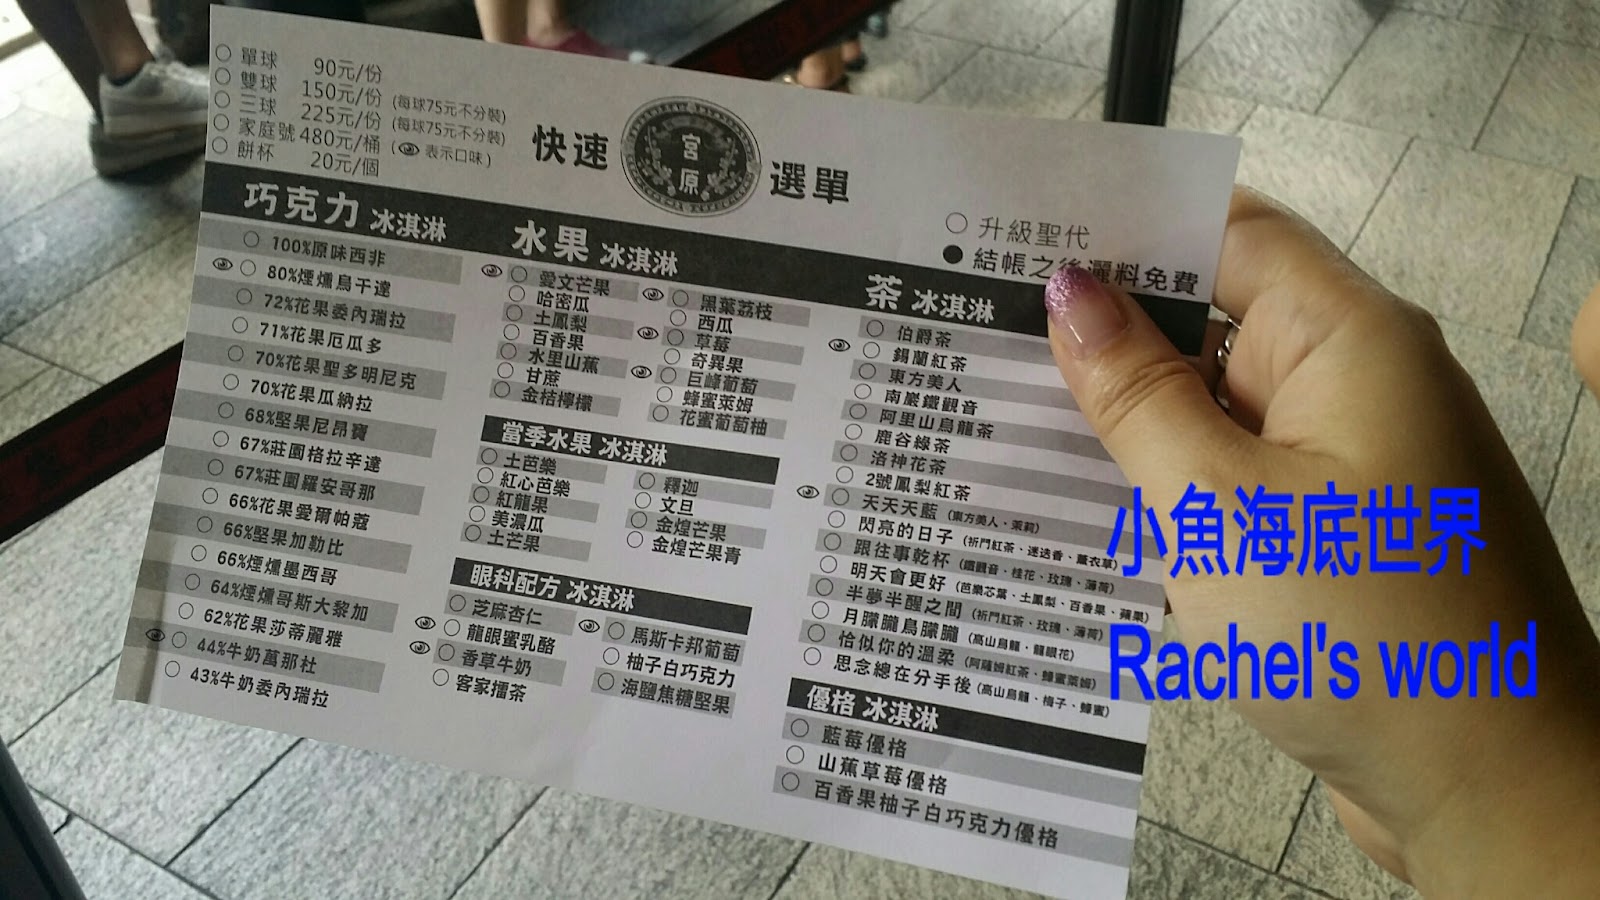 單球 90元/份
雙球 150元/份 (每球75元不分裝)
三球 225元/份 (每球75元不分裝)
家庭號 480元/桶 (表示口味)
餅杯 20元/個
快速 宮原 選單
升級聖代
結帳之後灑料免費
巧克力 冰淇淋
100%原味西非
80%煙燻烏干達
72%花果委內瑞拉
71%花果厄瓜多
70%花果聖多明尼克
70%花果瓜納拉
68%堅果尼昂寶
67%莊園格拉辛達
67%莊園羅安哥那
66%花果愛爾帕蔻
66%堅果加勒比
66%煙燻墨西哥
64%煙燻哥斯大黎加
62%花果莎蒂麗雅
44%牛奶萬那杜
43%牛奶委內瑞拉
水果 冰淇淋
愛文芒果
哈密瓜
土鳳梨
百香果
水里山蕉
甘蔗
金桔檸檬
黑葉荔枝
西瓜
草莓
奇異果
巨峰葡萄
蜂蜜萊姆
花蜜葡萄柚
當季水果 冰淇淋
土芭樂
紅心芭樂
紅龍果
美濃瓜
土芒果
釋迦
文旦
金煌芒果
金煌芒果青
眼科配方 冰淇淋
芝麻杏仁
龍眼蜜乳酪
香草牛奶
客家擂茶
馬斯卡邦葡萄
柚子白巧克力
海鹽焦糖堅果
茶 冰淇淋
伯爵茶
錫蘭紅茶
東方美人
南巖鐵觀音
阿里山烏龍茶
鹿谷綠茶
洛神花茶
2號鳳梨紅茶
天天天藍 (東方美人、茉莉)
閃亮的日子 (祈門紅茶、迷迭香、薰衣草)
跟往事乾杯 (鐵觀音、桂花、玫瑰、薄荷)
明天會更好 (芭樂芯葉、土鳳梨、百香果、蘋果)
半夢半醒之間 (祈門紅茶、玫瑰、薄荷)
月朦朧鳥朦朧 (高山烏龍、龍眼花)
恰似你的溫柔 (阿薩姆紅茶、蜂蜜萊姆)
思念總在分手後 (高山烏龍、梅子、蜂蜜)
優格 冰淇淋
藍莓優格
山蕉草莓優格
百香果柚子白巧克力優格
小魚海底世界
Rachel's world